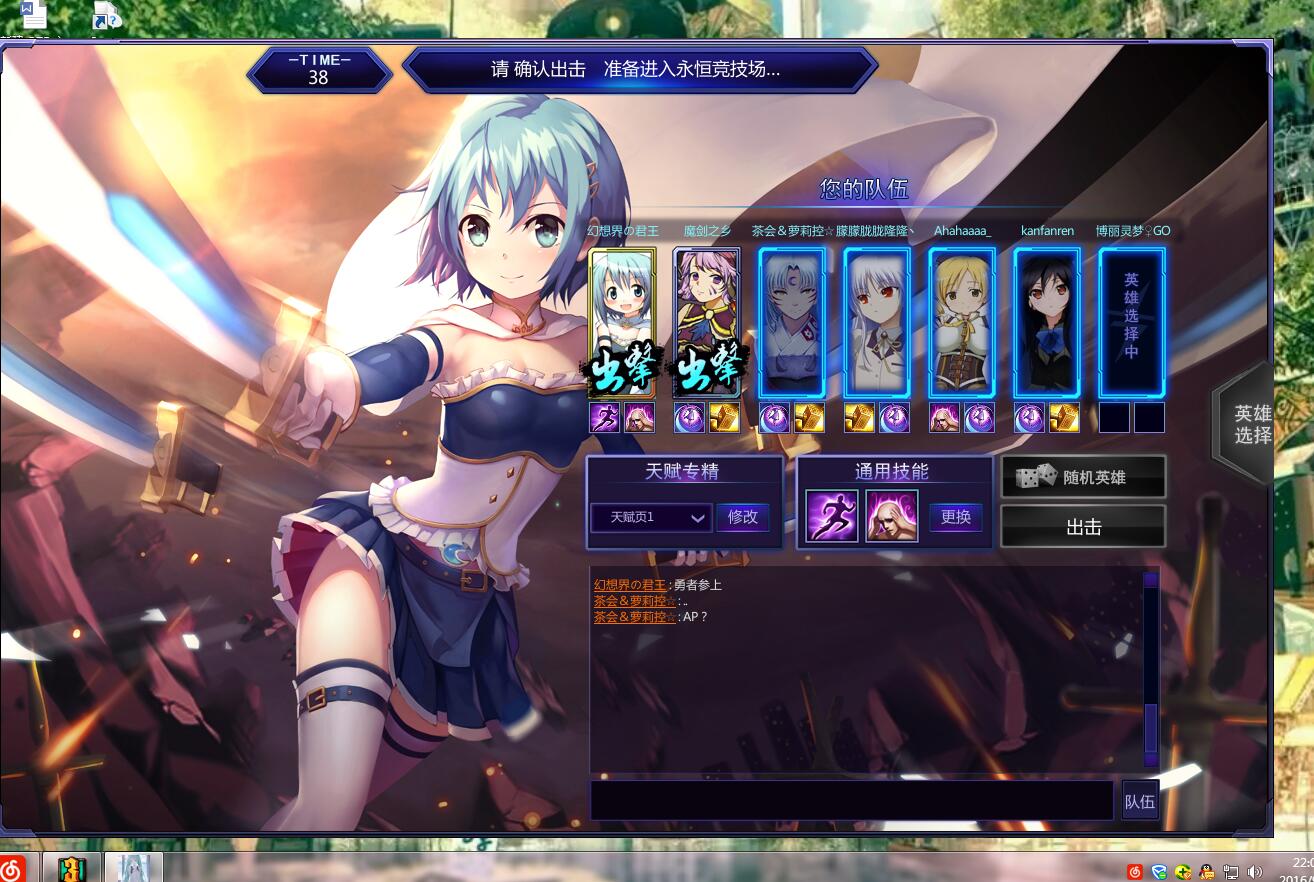 -TIME-
38
请 确认出击 准备进入永恒竞技场...
您的队伍
幻想界の君王
魔剑之乡
茶会&萝莉控☆
朦朦胧胧隆隆丶
Ahahaaaa_
kanfanren
博丽灵梦♀GO
英雄选择中
出擊
出擊
英雄
选择
天赋专精
通用技能
随机英雄
天赋页1
修改
更换
出击
幻想界の君王:勇者参上
茶会&萝莉控☆:..
茶会&萝莉控☆:AP？
队伍